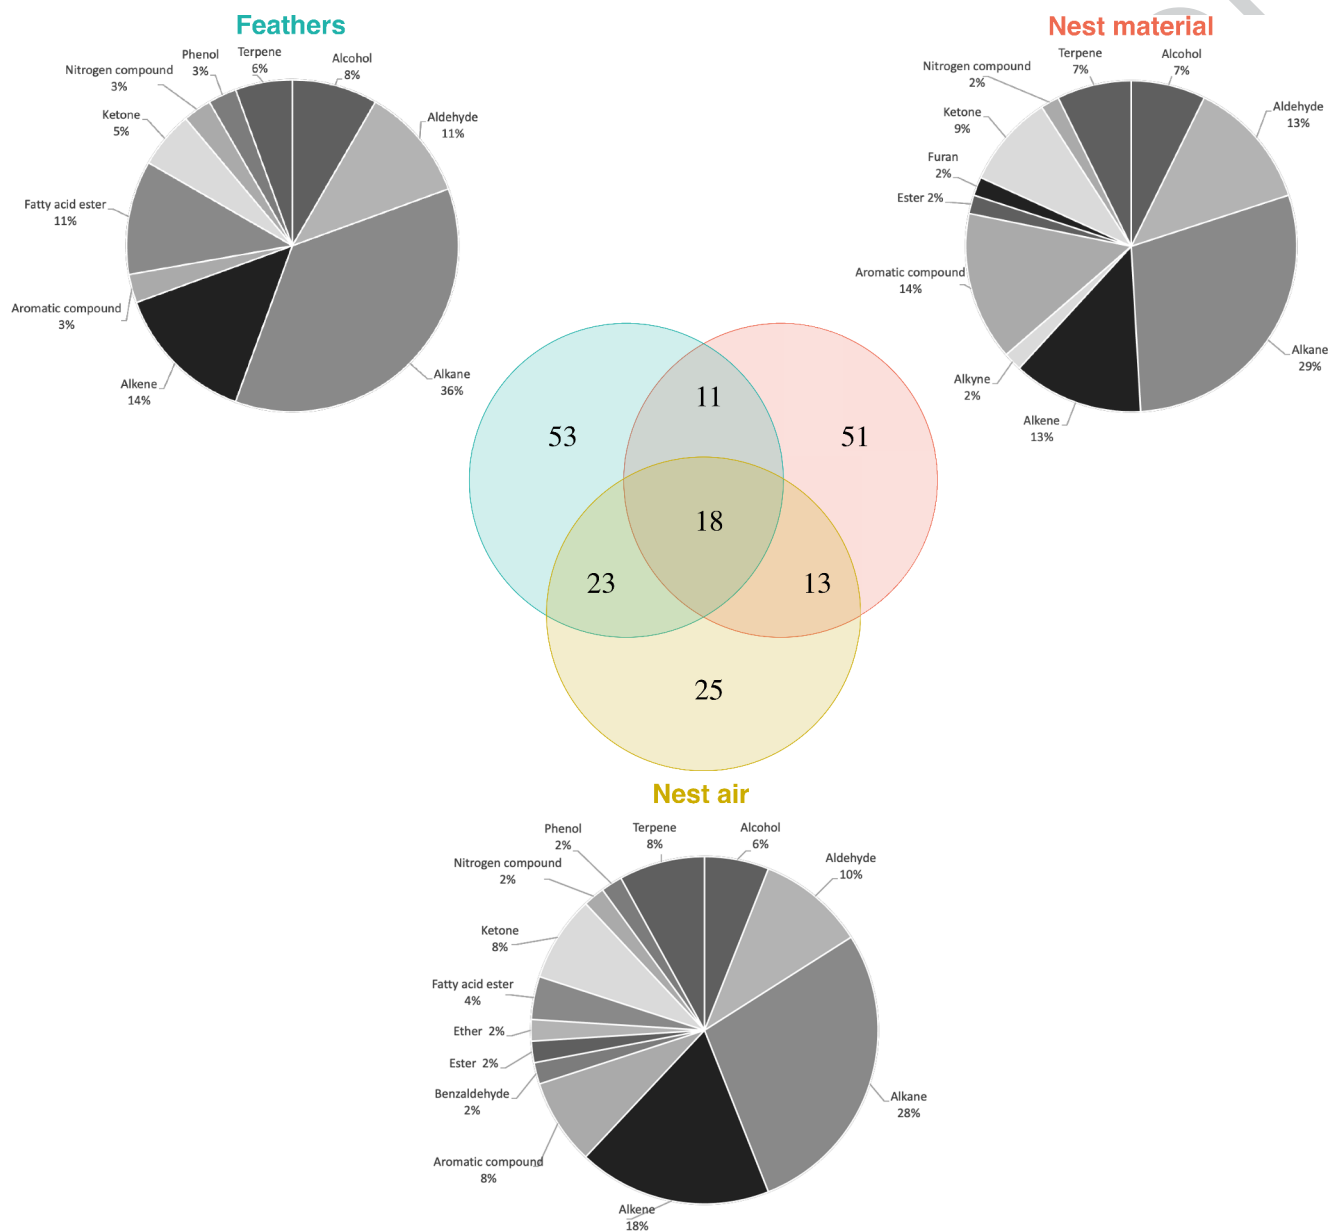 Feathers
Phenol
3%
Terpene
6%
Alcohol
8%
Nitrogen compound
3%
Ketone
5%
Aldehyde
11%
Fatty acid ester
11%
Aromatic compound
3%
Alkene
14%
Alkane
36%
Nest material
Terpene
7%
Alcohol
7%
Nitrogen compound
2%
Ketone
9%
Aldehyde
13%
Furan
2%
Ester 2%
Aromatic compound
14%
Alkyne
2%
Alkene
13%
Alkane
29%
53
11
51
18
23
13
25
Nest air
Phenol
2%
Terpene
8%
Alcohol
6%
Nitrogen compound
2%
Aldehyde
10%
Ketone
8%
Fatty acid ester
4%
Ether 2%
Ester 2%
Benzaldehyde
2%
Aromatic compound
8%
Alkene
18%
Alkane
28%